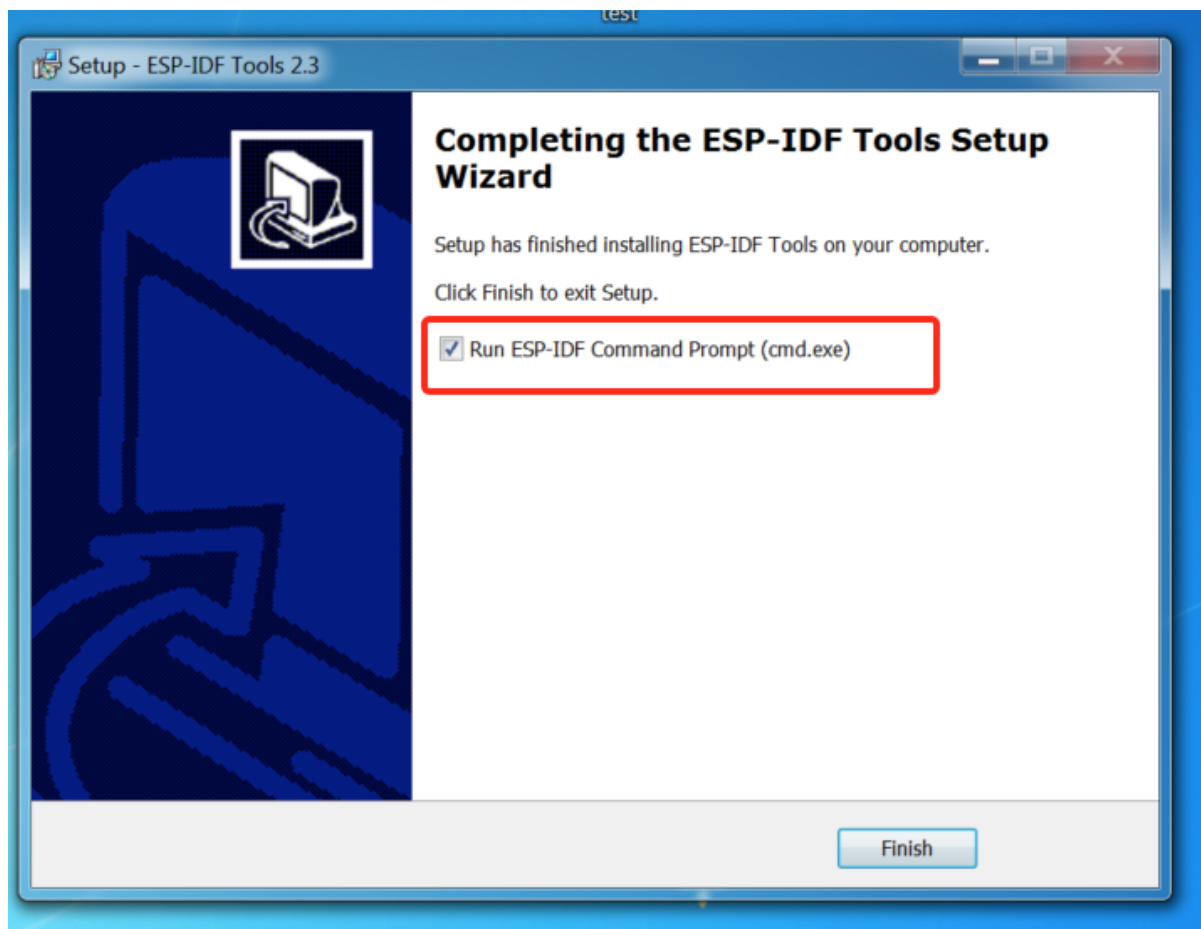 test
Setup - ESP-IDF Tools 2.3
Completing the ESP-IDF Tools Setup
Wizard
Setup has finished installing ESP-IDF Tools on your computer.
Click Finish to exit Setup.
Run ESP-IDF Command Prompt (cmd.exe)
Finish